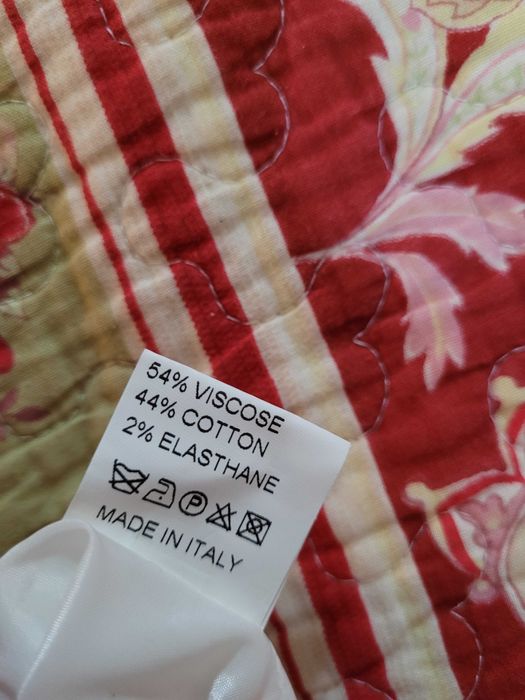 54% VISCOSE
44% COTTON
2% ELASTHANE
P
MADE IN ITALY